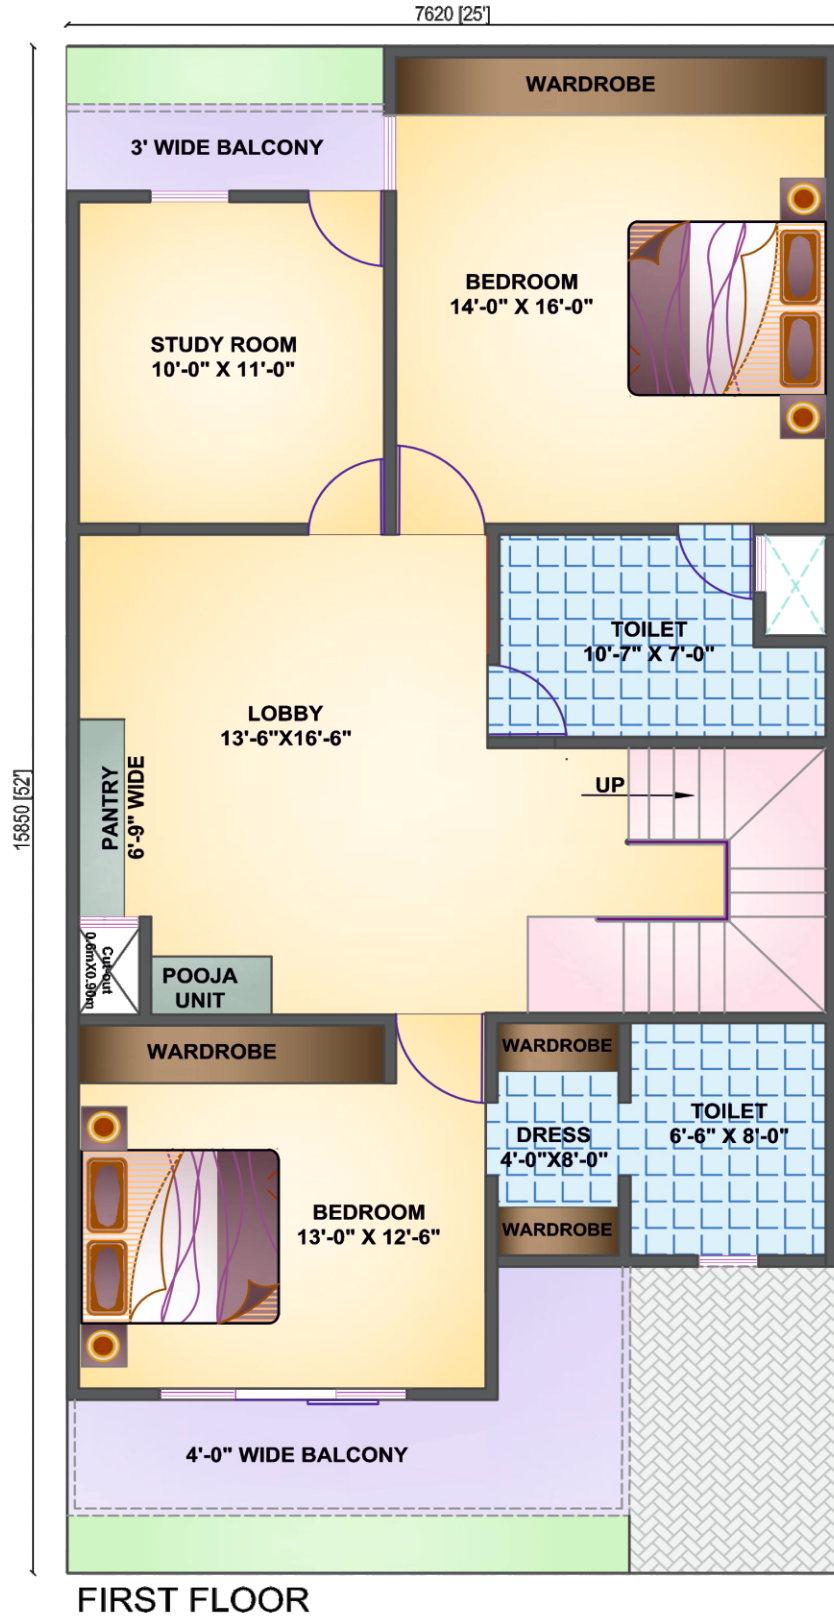 7620 [25']
WARDROBE
3' WIDE BALCONY
BEDROOM
14'-0" X 16'-0"
STUDY ROOM
10'-0" X 11'-0"
TOILET
10'-7" X 7'-0"
LOBBY
13'-6"X16'-6"
UP
PANTRY
6'-9" WIDE
15850 [52']
Cut-out
0.6mX0.90m
POOJA
UNIT
WARDROBE
WARDROBE
TOILET
6'-6" X 8'-0"
DRESS
4'-0"X8'-0"
BEDROOM
13'-0" X 12'-6"
WARDROBE
4'-0" WIDE BALCONY
FIRST FLOOR